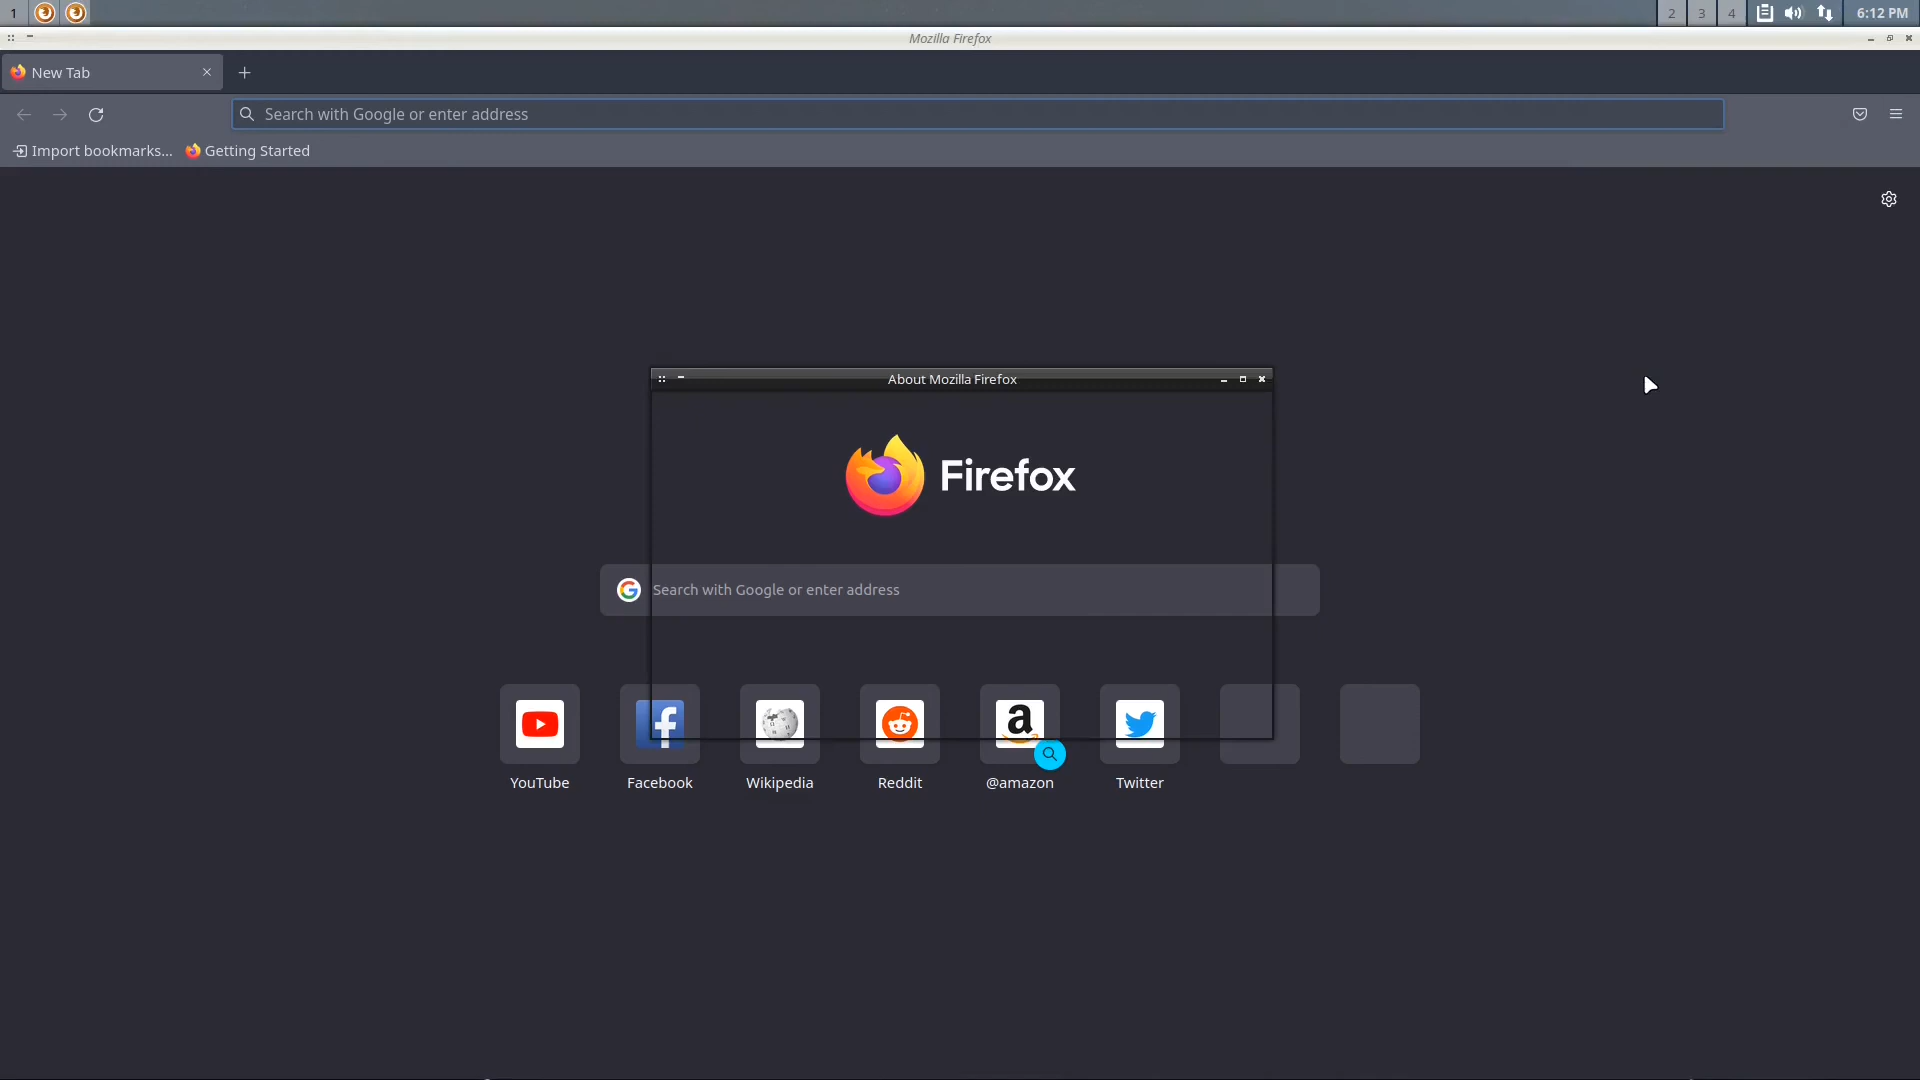 1
2 3 4 6:12 PM
Mozilla Firefox
New Tab
Search with Google or enter address
Import bookmarks... Getting Started
About Mozilla Firefox
Firefox
Search with Google or enter address
YouTube Facebook Wikipedia Reddit @amazon Twitter